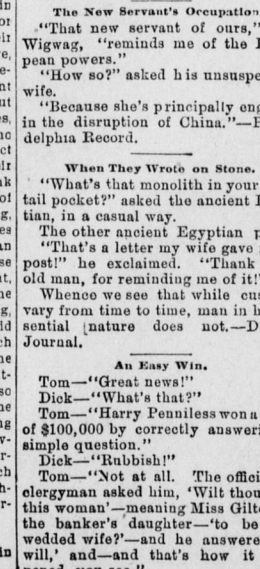 The New Servant's Occupation
"That new servant of ours,"
Wigwag, "reminds me of the
pean powers."
"How so?" asked his unsuspe
wife.
"Because she's principally eng
in the disruption of China."—P
delphia Record.
When They Wrote on Stone.
"What's that monolith in your
tail pocket?" asked the ancient
tian, in a casual way.
The other ancient Egyptian p
"That's a letter my wife gave
post!" he exclaimed. "Thank
old man, for reminding me of it!"
Whence we see that while cus
vary from time to time, man in h
sential nature does not.—D
Journal.
An Easy Win.
Tom—"Great news!"
Dick—"What's that?"
Tom—"Harry Penniless won a
of $100,000 by correctly answeri
simple question."
Dick—"Rubbish!"
Tom—"Not at all. The offici
clergyman asked him, 'Wilt thou
this woman'—meaning Miss Gilt
the banker's daughter—'to be
wedded wife?'—and he answere
will,' and—and that's how it